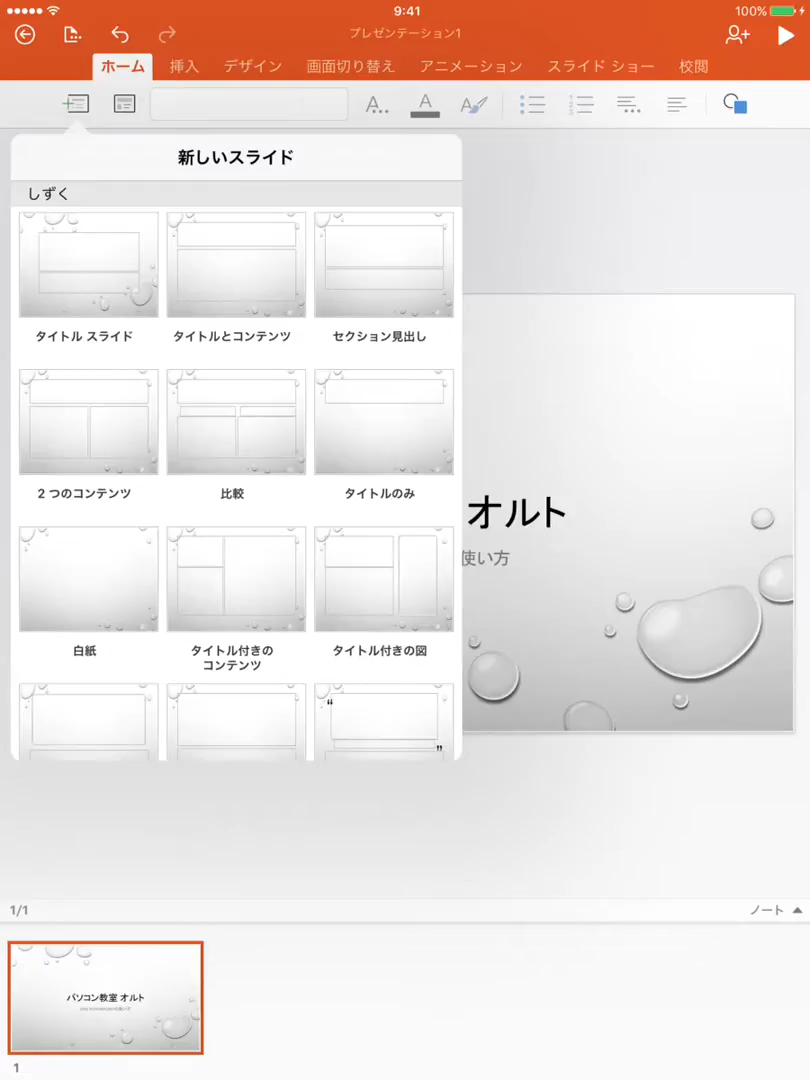 9:41
100%
プレゼンテーション1
ホーム 挿入 デザイン 画面切り替え アニメーション スライド ショー 校閲
新しいスライド
しずく
タイトル スライド タイトルとコンテンツ セクション見出し
2 つのコンテンツ 比較 タイトルのみ
白紙 タイトル付きの
コンテンツ タイトル付きの図
“
”
オルト
使い方
1/1 ノート
パソコン教室 オルト
1